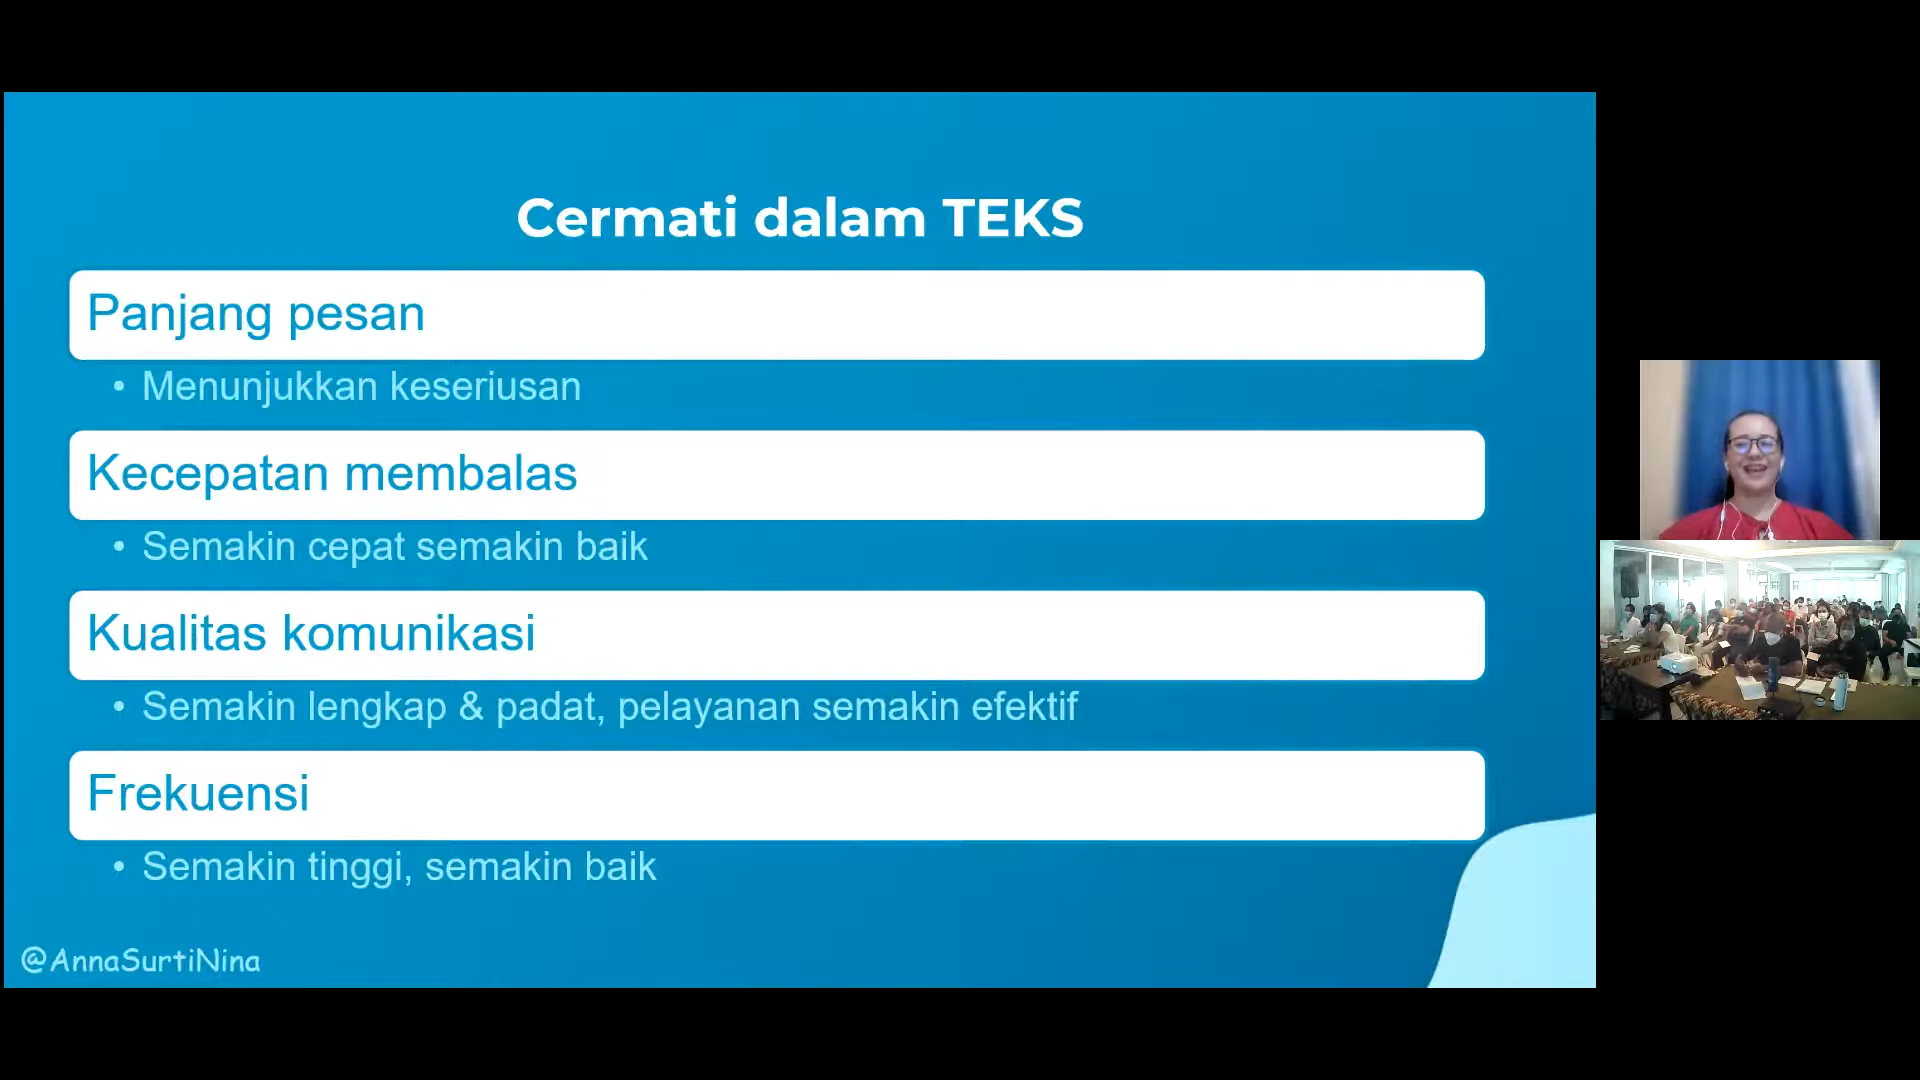 Cermati dalam TEKS
Panjang pesan
• Menunjukkan keseriusan
Kecepatan membalas
• Semakin cepat semakin baik
Kualitas komunikasi
• Semakin lengkap & padat, pelayanan semakin efektif
Frekuensi
• Semakin tinggi, semakin baik
@AnnaSurtiNina